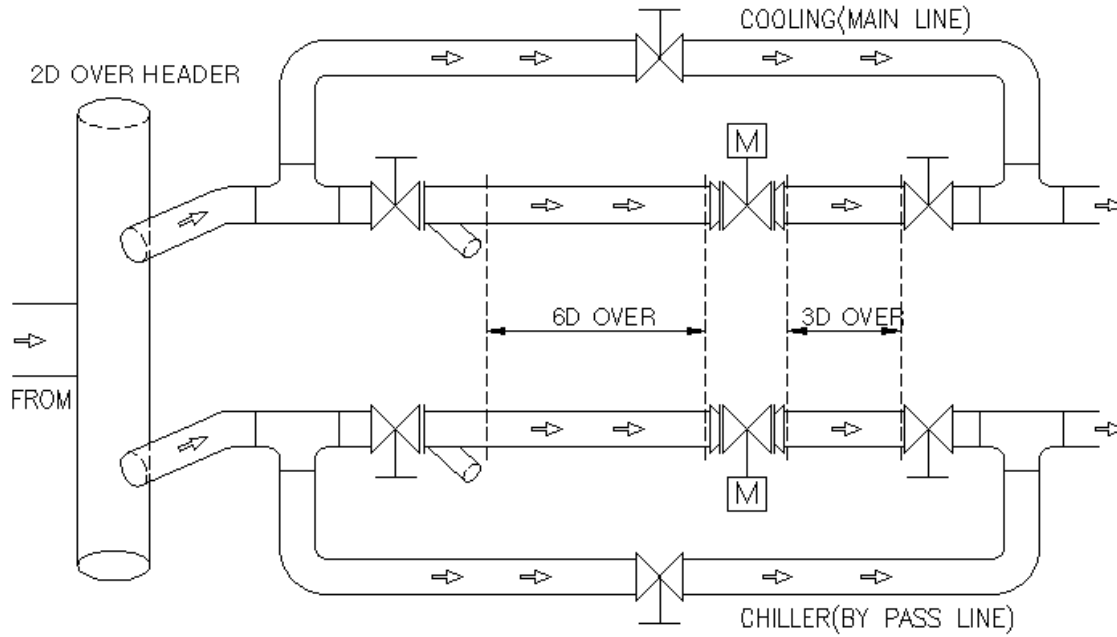 COOLING(MAIN LINE)
2D OVER HEADER
M
6D OVER
3D OVER
FROM
M
CHILLER(BY PASS LINE)